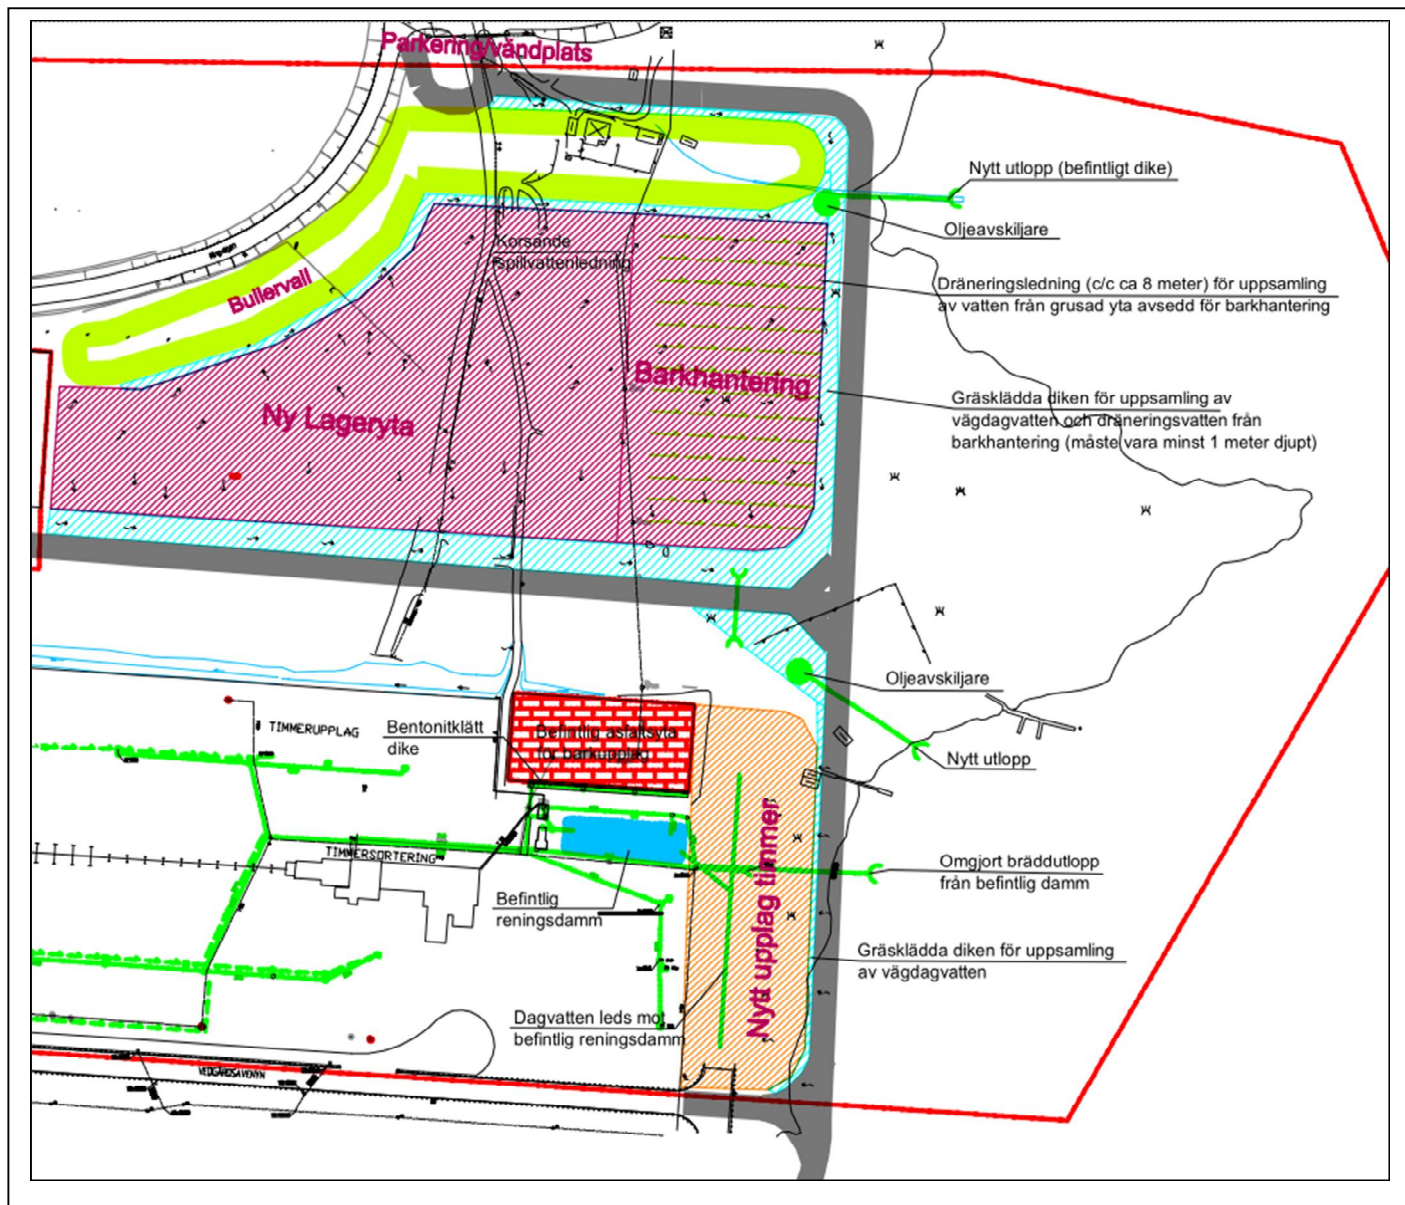 Parkering/vändplats
Nytt utlopp (befintligt dike)
Oljeavskiljare
Korsande
spillvattenledning
Bullervall
Dräneringsledning (c/c ca 8 meter) för uppsamling
av vatten från grusad yta avsedd för barkhantering
Barkhantering
Ny Lageryta
Gräsklädda diken för uppsamling av
vägdagvatten och dräneringsvatten från
barkhantering (måste vara minst 1 meter djupt)
Oljeavskiljare
Bentonitklätt
dike
TIMMERUPPLAG
Befintlig asfaltsyta
för barkupplag
Nytt utlopp
TIMMERSORTERING
Nytt upplag timmer
Omgjort bräddutlopp
från befintlig damm
Befintlig
reningsdamm
Gräsklädda diken för uppsamling
av vägdagvatten
Dagvatten leds mot
befintlig reningsdamm
VEDGÅRDSAVENYN